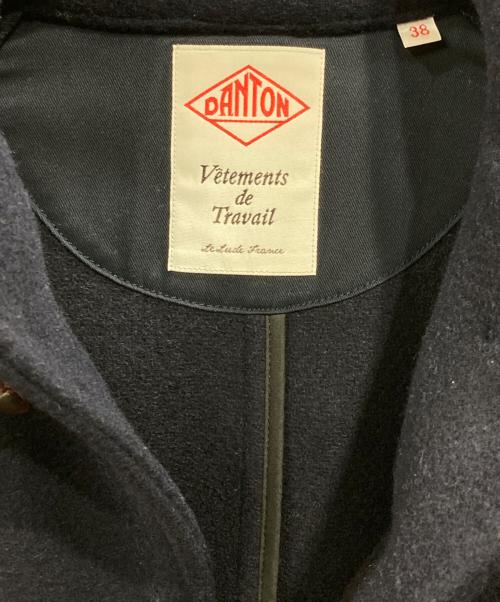 38
DANTON
Vêtements
de
Travail
Le Lude France